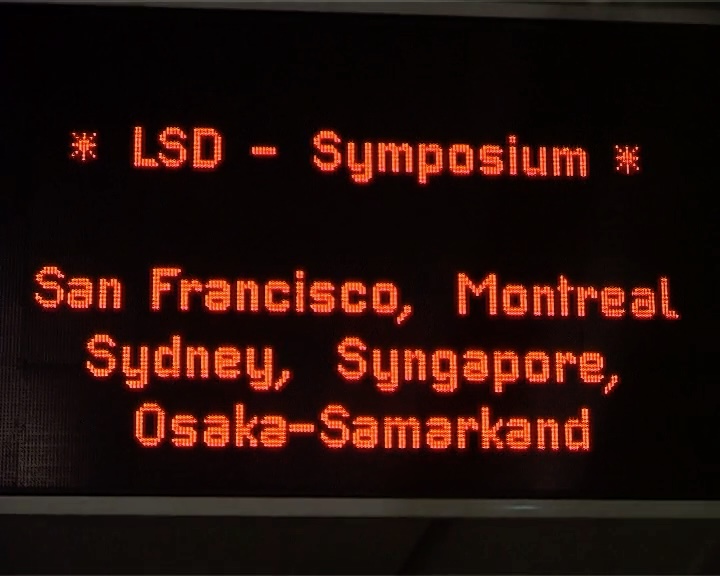 * LSD - Symposium *
San Francisco, Montreal
Sydney, Syngapore,
Osaka-Samarkand